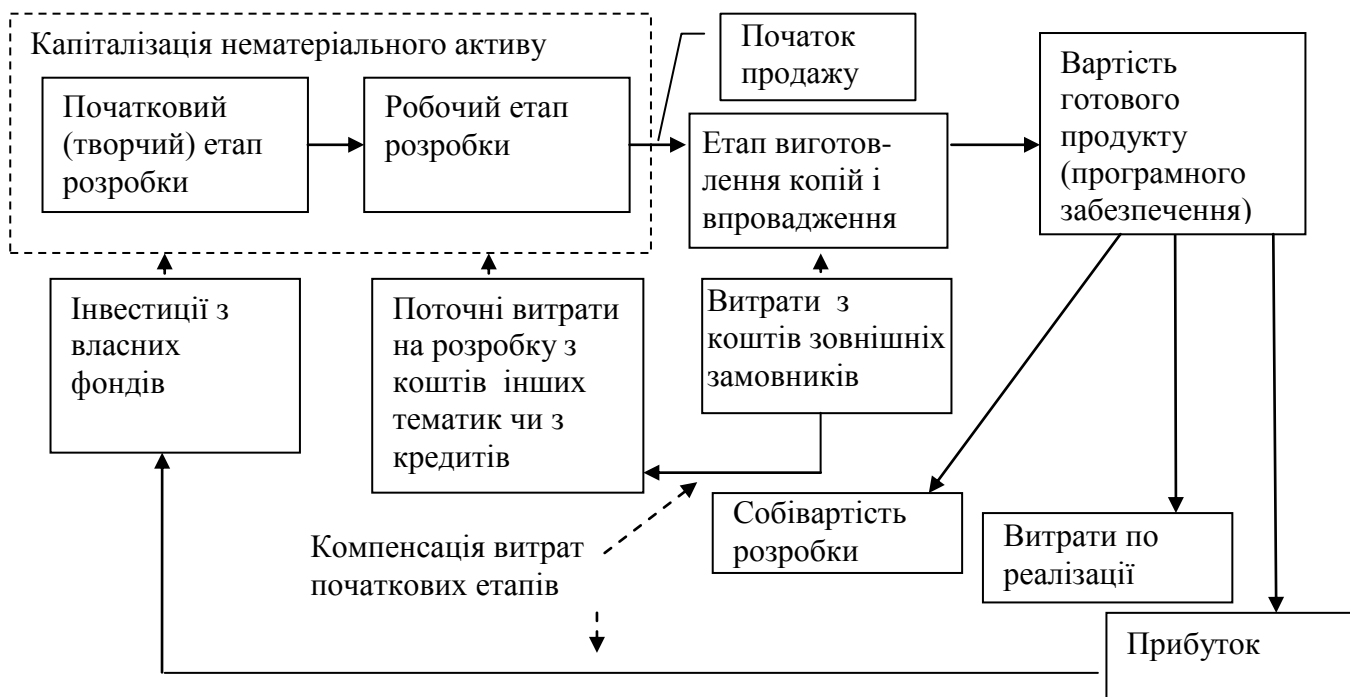 Капіталізація нематеріального активу
Початковий
(творчий) етап
розробки
Робочий етап
розробки
Початок
продажу
Етап виготов-
лення копій і
впровадження
Вартість
готового
продукту
(програмного
забезпечення)
Інвестиції з
власних
фондів
Поточні витрати
на розробку з
коштів інших
тематик чи з
кредитів
Витрати з
коштів зовнішніх
замовників
Компенсація витрат
початкових етапів
Собівартість
розробки
Витрати по
реалізації
Прибуток